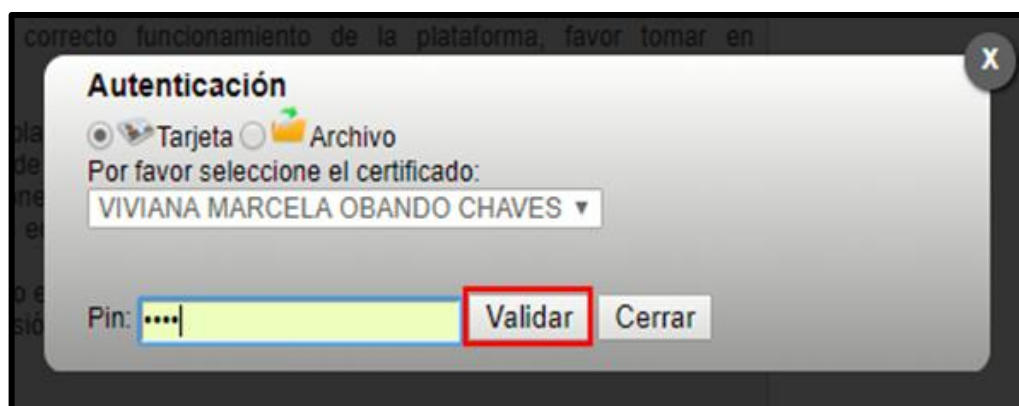 correcto funcionamiento de la plataforma, favor tomar en
X
Autenticación
Tarjeta Archivo
Por favor seleccione el certificado:
VIVIANA MARCELA OBANDO CHAVES
Pin: •••• Validar Cerrar